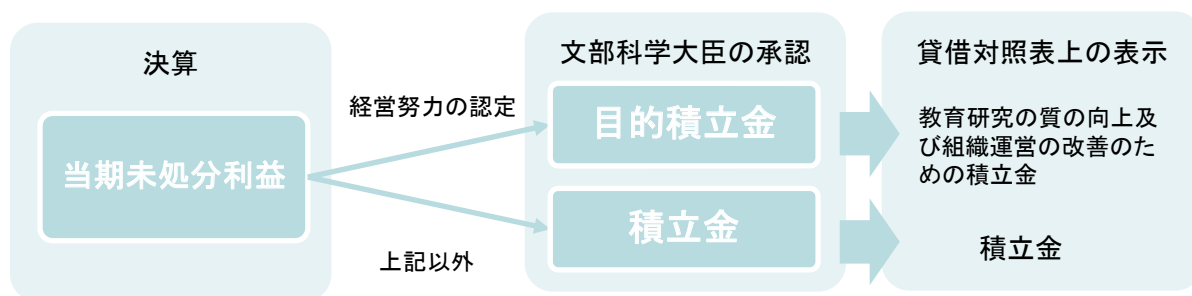 決算
当期未処分利益
経営努力の認定
上記以外
文部科学大臣の承認
目的積立金
積立金
貸借対照表上の表示
教育研究の質の向上及
び組織運営の改善のた
めの積立金
積立金